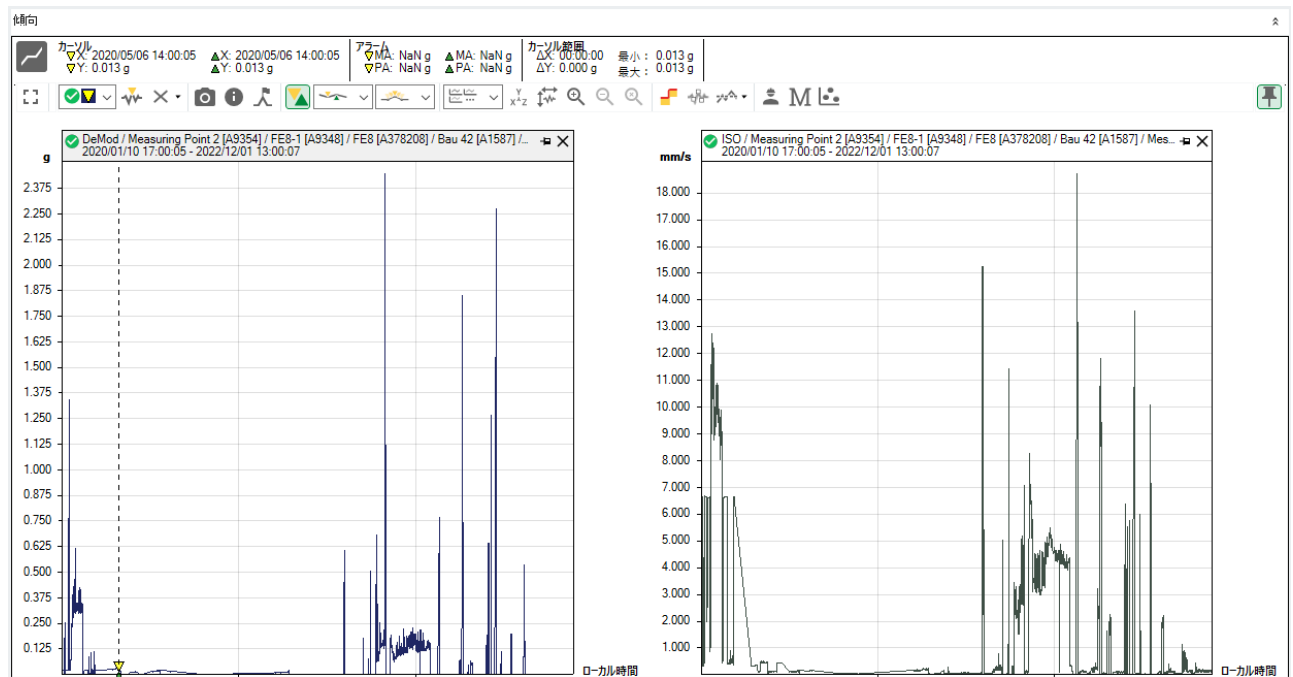 傾向
カーソル
X: 2020/05/06 14:00:05 X: 2020/05/06 14:00:05
Y: 0.013 g Y: 0.013 g
アラーム
MA: NaN g MA: NaN g
PA: NaN g PA: NaN g
カーソル範囲
ΔX: 00:00:00 最小: 0.013 g
ΔY: 0.000 g 最大: 0.013 g
DeMod / Measuring Point 2 [A9354] / FE8-1 [A9348] / FE8 [A378208] / Bau 42 [A1587] /...
2020/01/10 17:00:05 - 2022/12/01 13:00:07
g
2.375
2.250
2.125
2.000
1.875
1.750
1.625
1.500
1.375
1.250
1.125
1.000
0.875
0.750
0.625
0.500
0.375
0.250
0.125
ローカル時間
ISO / Measuring Point 2 [A9354] / FE8-1 [A9348] / FE8 [A378208] / Bau 42 [A1587] / Mes...
2020/01/10 17:00:05 - 2022/12/01 13:00:07
mm/s
18.000
17.000
16.000
15.000
14.000
13.000
12.000
11.000
10.000
9.000
8.000
7.000
6.000
5.000
4.000
3.000
2.000
1.000
ローカル時間